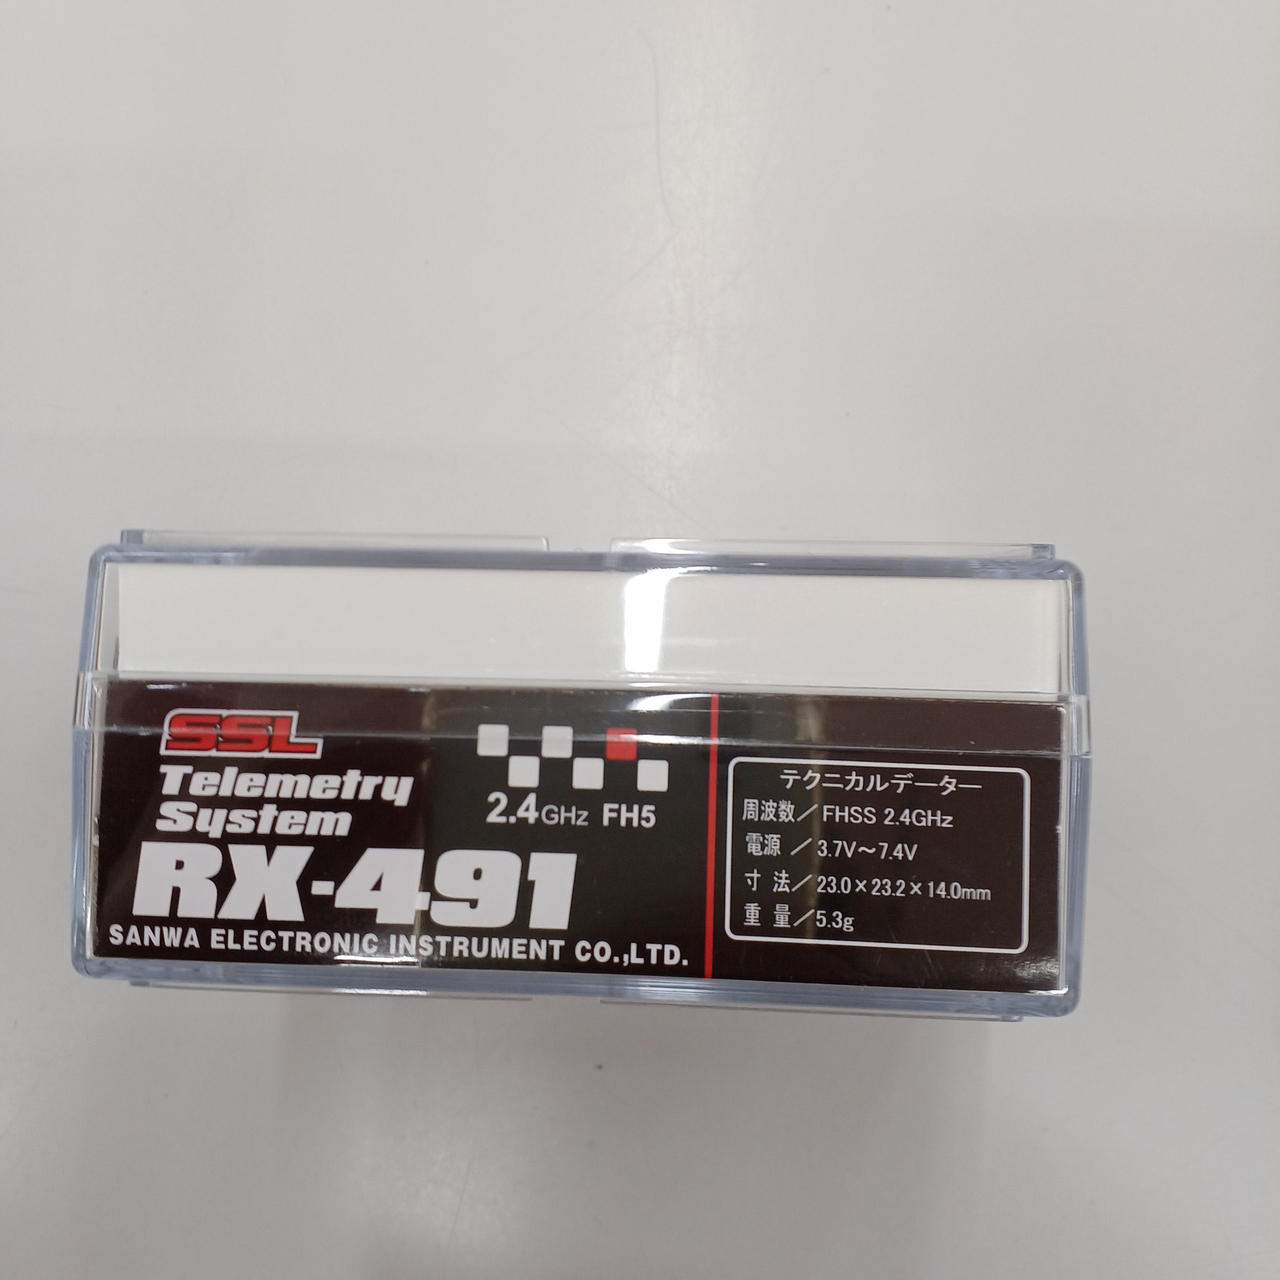 SSL
Telemetry
System
RX-491
SANWA ELECTRONIC INSTRUMENT CO.,LTD.
2.4GHz FH5
テクニカルデーター
周波数／FHSS 2.4GHz
電源／3.7V～7.4V
寸法／23.0×23.2×14.0mm
重量／5.3g